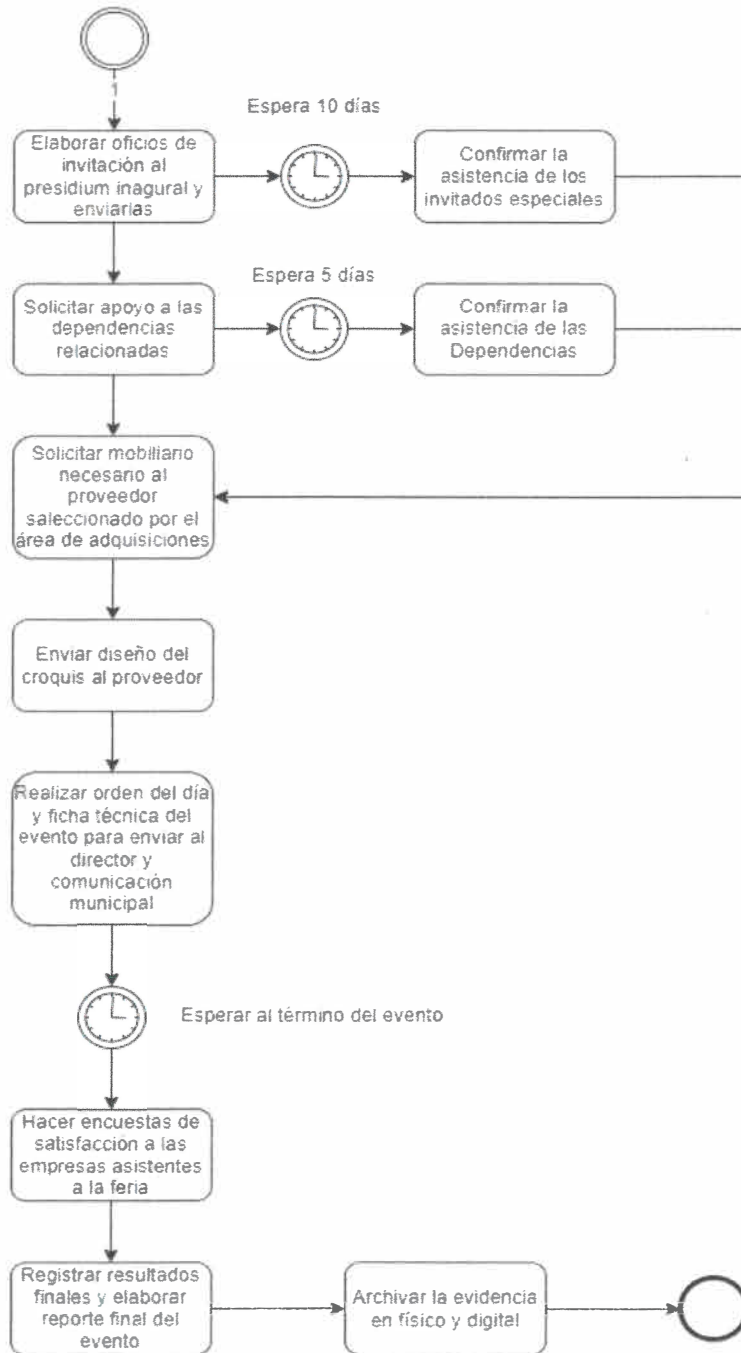 1
Espera 10 días
Elaborar oficios de
invitación al
presidium inagural y
enviarlas
Confirmar la
asistencia de los
invitados especiales
Espera 5 días
Solicitar apoyo a las
dependencias
relacionadas
Confirmar la
asistencia de las
Dependencias
Solicitar mobiliario
necesario al
proveedor
saleccionado por el
área de adquisiciones
Enviar diseño del
croquis al proveedor
Realizar orden del día
y ficha técnica del
evento para enviar al
director y
comunicación
municipal
Esperar al término del evento
Hacer encuestas de
satisfacción a las
empresas asistentes
a la feria
Registrar resultados
finales y elaborar
reporte final del
evento
Archivar la evidencia
en físico y digital